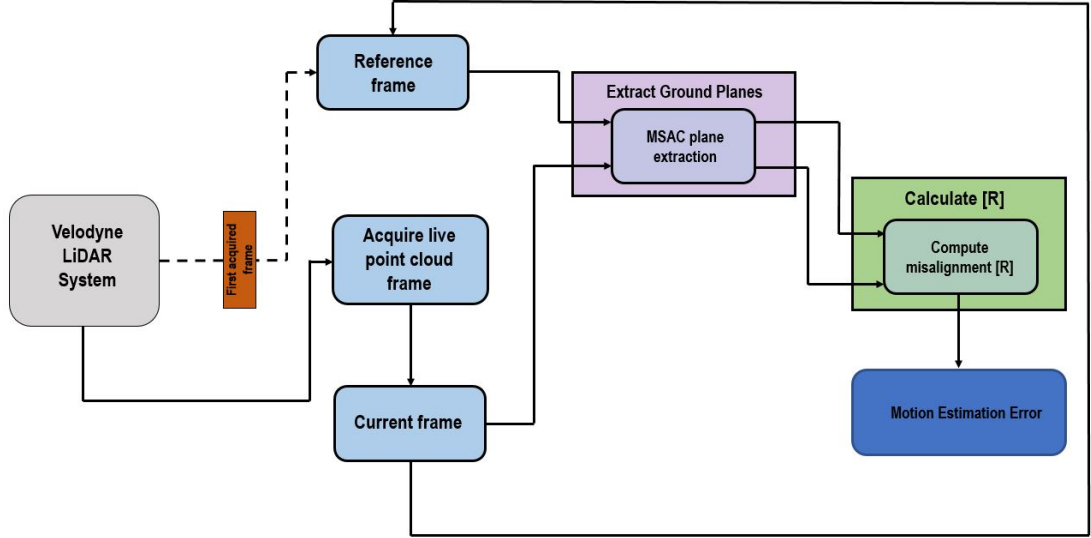 Reference
frame
Extract Ground Planes
MSAC plane
extraction
Velodyne
LiDAR
System
First acquired
frame
Acquire live
point cloud
frame
Calculate [R]
Compute
misalignment [R]
Current frame
Motion Estimation Error